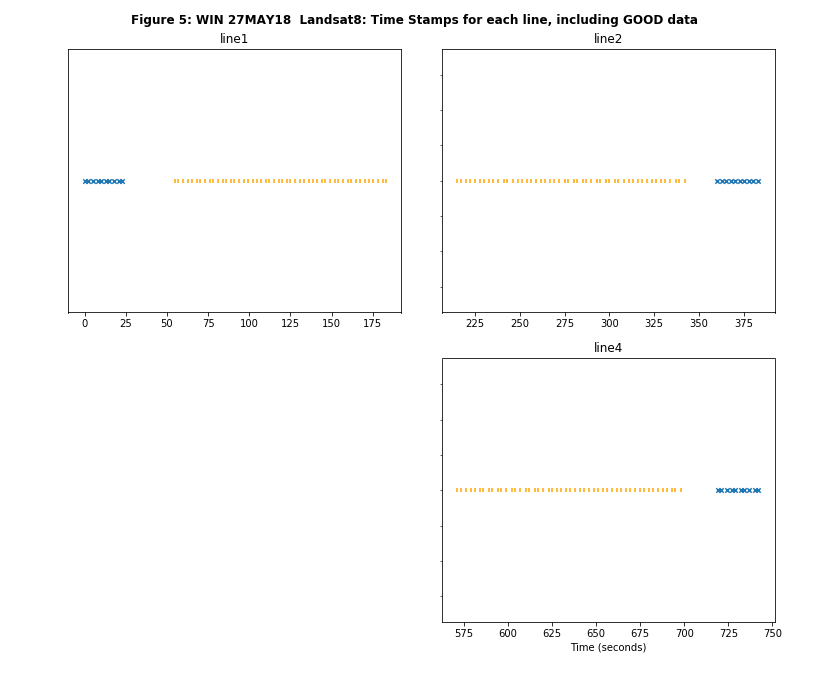 Figure 5: WIN 27MAY18  Landsat8: Time Stamps for each line, including GOOD data
line1
0 25 50 75 100 125 150 175
line2
225 250 275 300 325 350 375
line4
575 600 625 650 675 700 725 750
Time (seconds)